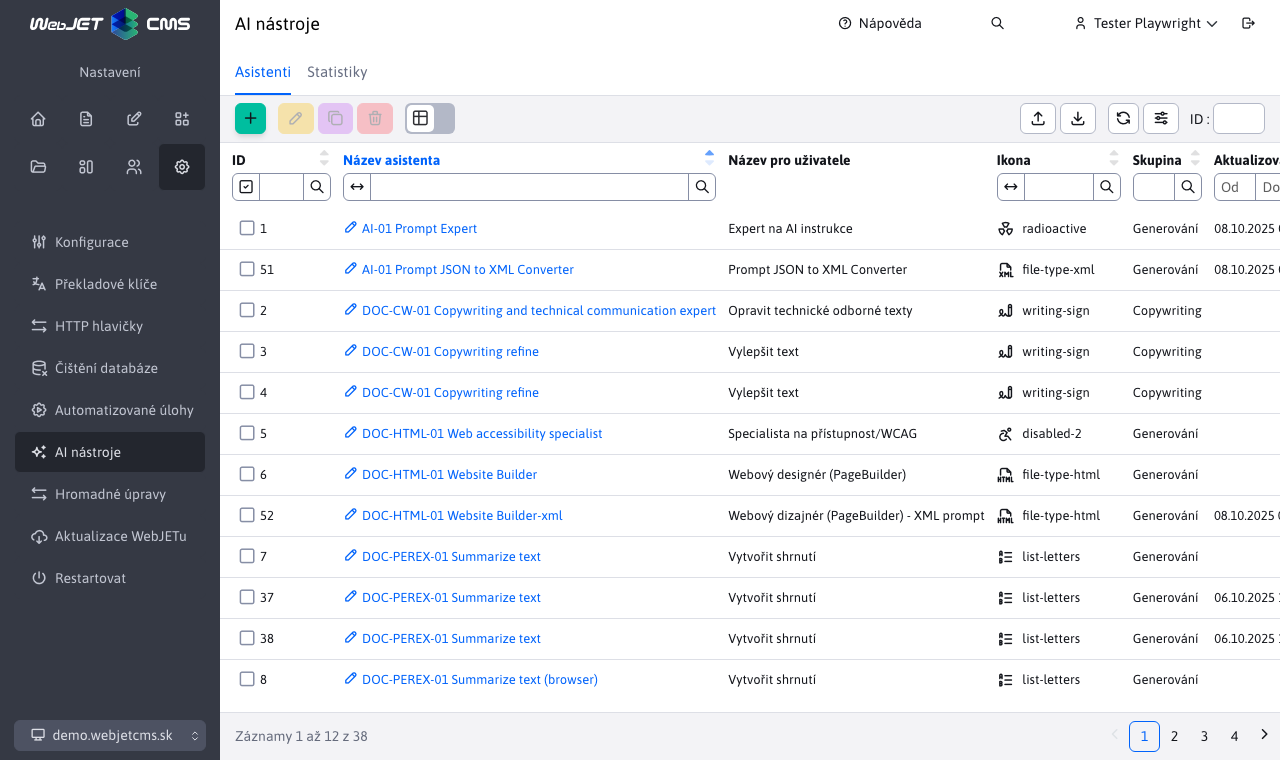 WebJET CMS
Nastavení
Konfigurace
Překladové klíče
HTTP hlavičky
Čištění databáze
Automatizované úlohy
AI nástroje
Hromadné úpravy
Aktualizace WebJETu
Restartovat
demo.webjetcms.sk
AI nástroje
Nápověda
Tester Playwright
Asistenti Statistiky
ID :
ID Název asistenta Název pro uživatele Ikona Skupina
Od Do
1 AI-01 Prompt Expert Expert na AI instrukce radioactive Generování 08.10.2025
51 AI-01 Prompt JSON to XML Converter Prompt JSON to XML Converter file-type-xml Generování 08.10.2025
2 DOC-CW-01 Copywriting and technical communication expert Opravit technické odborné texty writing-sign Copywriting
3 DOC-CW-01 Copywriting refine Vylepšit text writing-sign Copywriting
4 DOC-CW-01 Copywriting refine Vylepšit text writing-sign Copywriting
5 DOC-HTML-01 Web accessibility specialist Specialista na přístupnost/WCAG disabled-2 Generování
6 DOC-HTML-01 Website Builder Webový designér (PageBuilder) file-type-html Generování
52 DOC-HTML-01 Website Builder-xml Webový dizajnér (PageBuilder) - XML prompt file-type-html Generování 08.10.2025
7 DOC-PEREX-01 Summarize text Vytvořit shrnutí list-letters Generování
37 DOC-PEREX-01 Summarize text Vytvořit shrnutí list-letters Generování 06.10.2025
38 DOC-PEREX-01 Summarize text Vytvořit shrnutí list-letters Generování 06.10.2025
8 DOC-PEREX-01 Summarize text (browser) Vytvořit shrnutí list-letters Generování
Záznamy 1 až 12 z 38
1 2 3 4